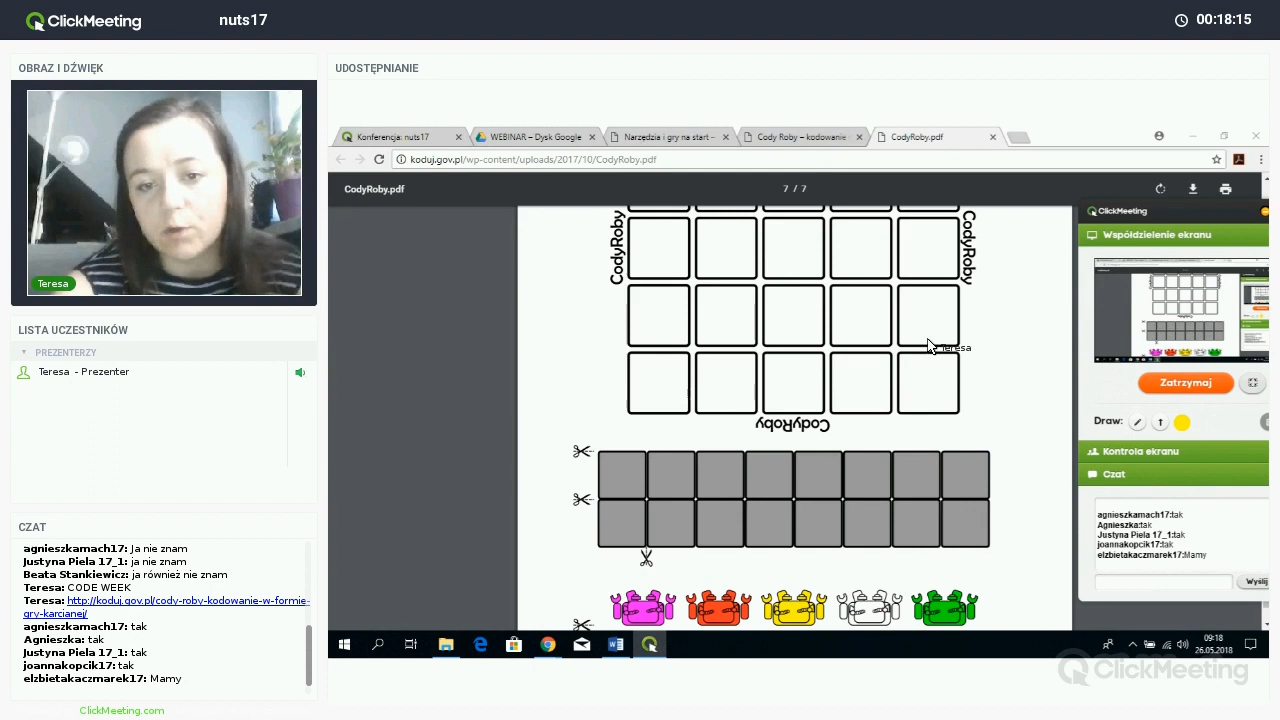 ClickMeeting
nuts17
00:18:15
OBRAZ I DŹWIĘK
Teresa
LISTA UCZESTNIKÓW
PREZENTERZY
Teresa - Prezenter
CZAT
agnieszkamach17: Ja nie znam
Justyna Piela 17_1: ja nie znam
Beata Stankiewicz: ja również nie znam
Teresa: CODE WEEK
Teresa: http://koduj.gov.pl/cody-roby-kodowanie-w-formie-
gry-karcianej/
agnieszkamach17: tak
Agnieszka: tak
Justyna Piela 17_1: tak
joannakopcik17: tak
elzbietakaczmarek17: Mamy
ClickMeeting.com
UDOSTĘPNIANIE
Konferencja: nuts17
WEBINAR – Dysk Google
Narzędzia i gry na start –
Cody Roby – kodowanie
CodyRoby.pdf
koduj.gov.pl/wp-content/uploads/2017/10/CodyRoby.pdf
CodyRoby.pdf
7 / 7
CodyRoby
CodyRoby
Teresa
CodyRoby
ClickMeeting
Współdzielenie ekranu
Zatrzymaj
Draw:
Kontrola ekranu
Czat
agnieszkamach17:tak
Agnieszka:tak
Justyna Piela 17_1:tak
joannakopcik17:tak
elzbietakaczmarek17:Mamy
Wyślij
09:18
26.05.2018
ClickMeeting